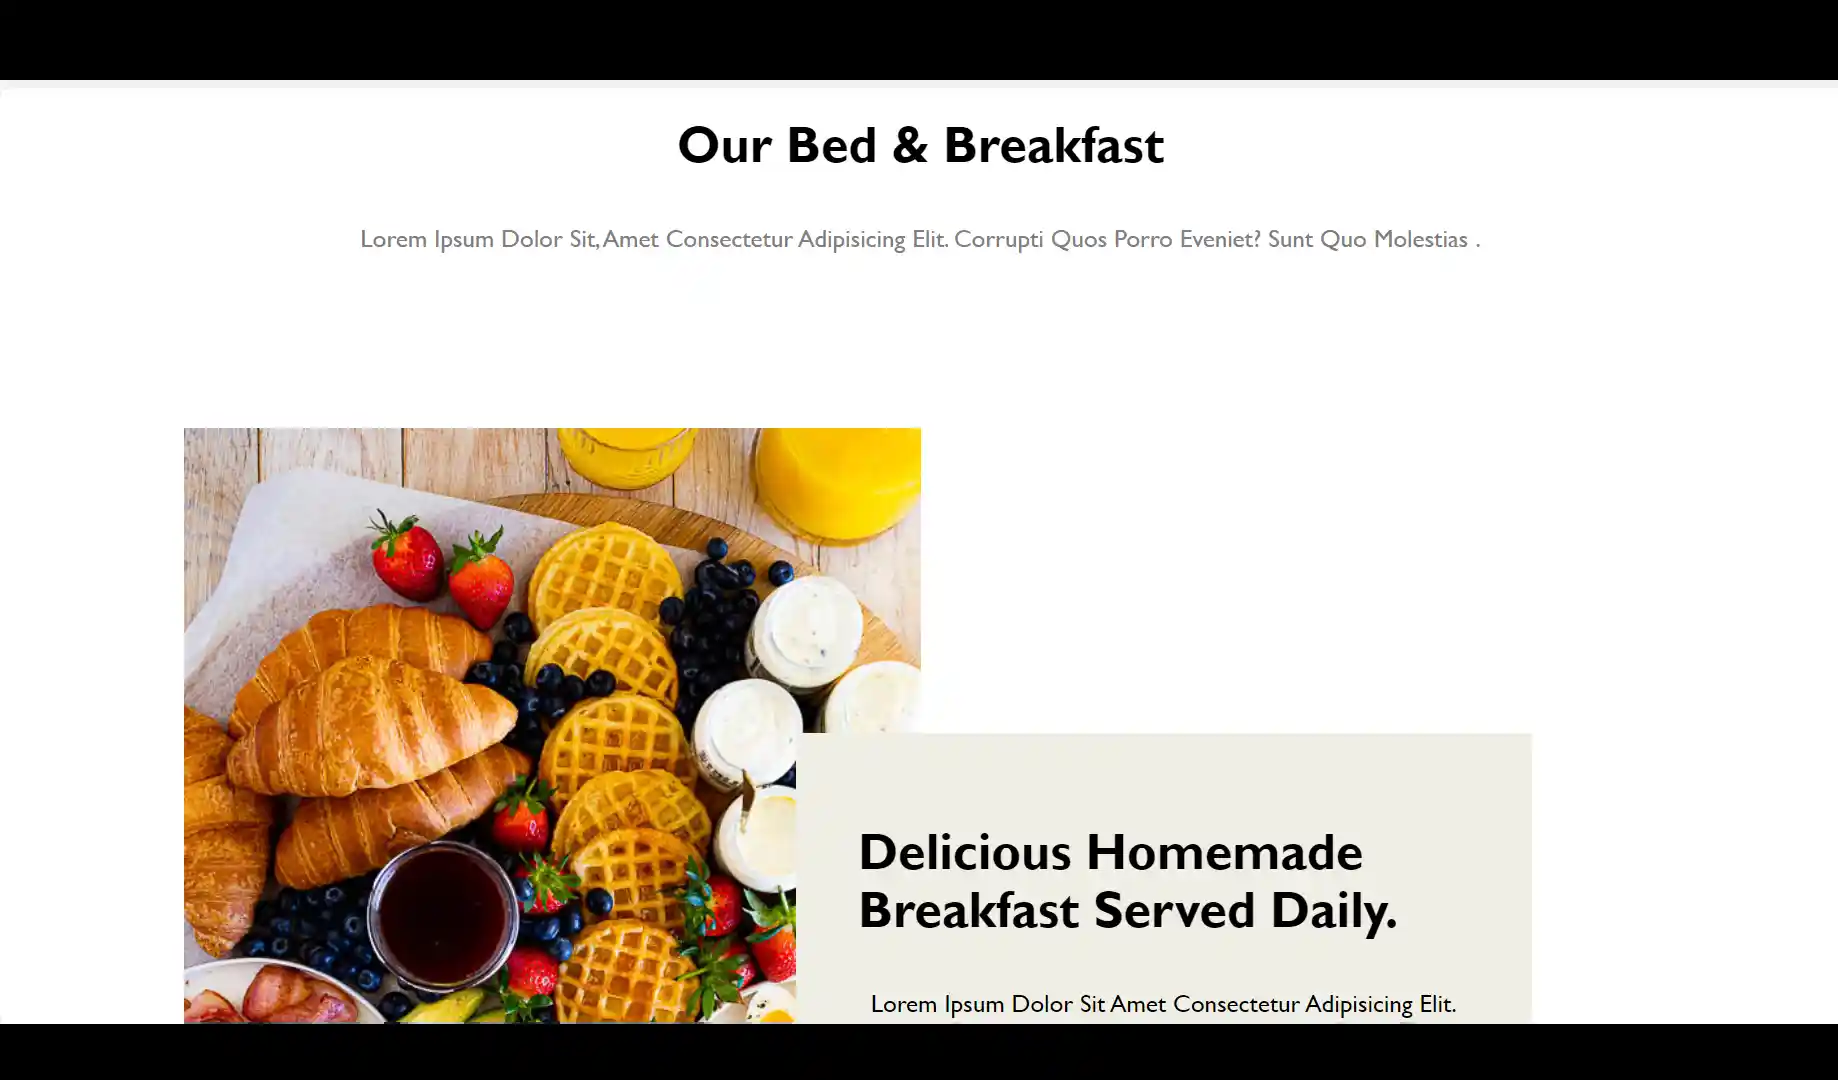 Our Bed & Breakfast
Lorem Ipsum Dolor Sit, Amet Consectetur Adipisicing Elit. Corrupti Quos Porro Eveniet? Sunt Quo Molestias .
Delicious Homemade
Breakfast Served Daily.
Lorem Ipsum Dolor Sit Amet Consectetur Adipisicing Elit.